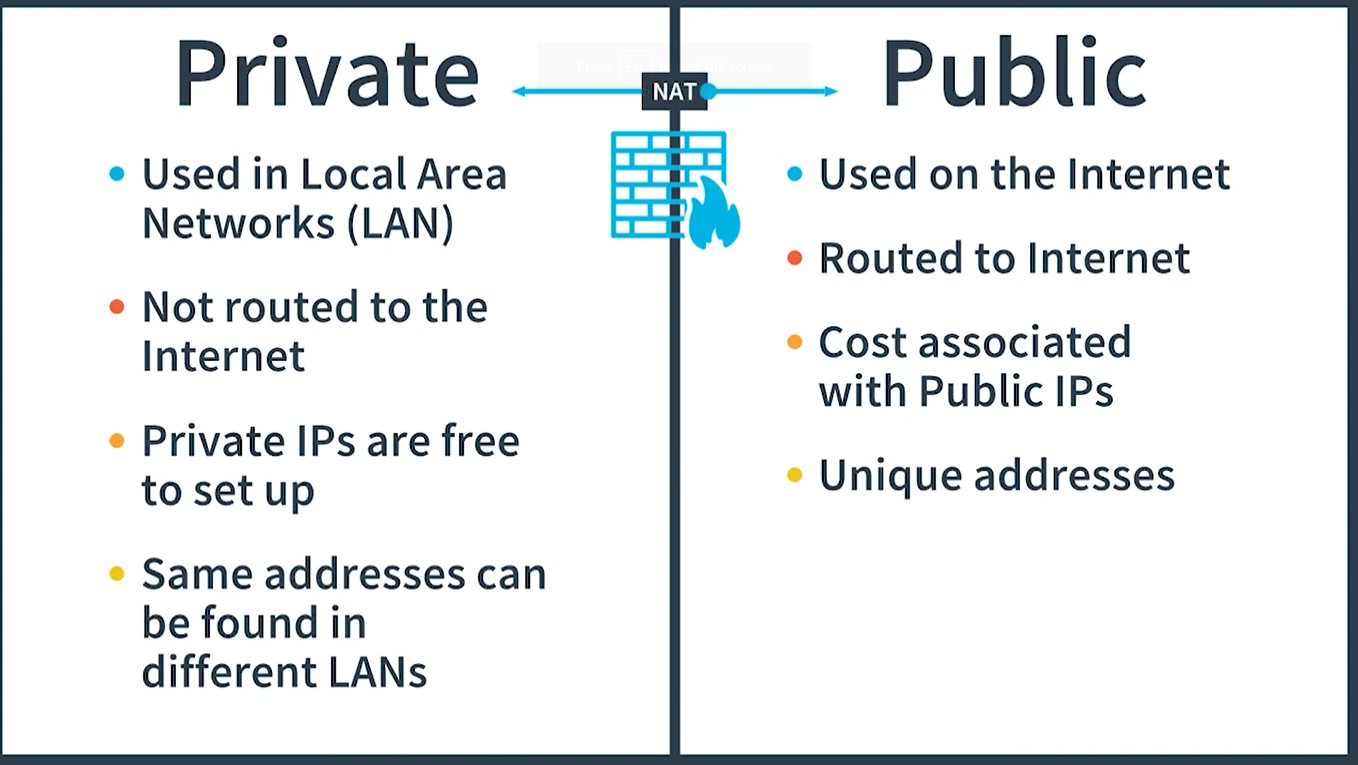 Private
NAT
Public
Used in Local Area
Networks (LAN)
Not routed to the
Internet
Private IPs are free
to set up
Same addresses can
be found in
different LANs
Used on the Internet
Routed to Internet
Cost associated
with Public IPs
Unique addresses